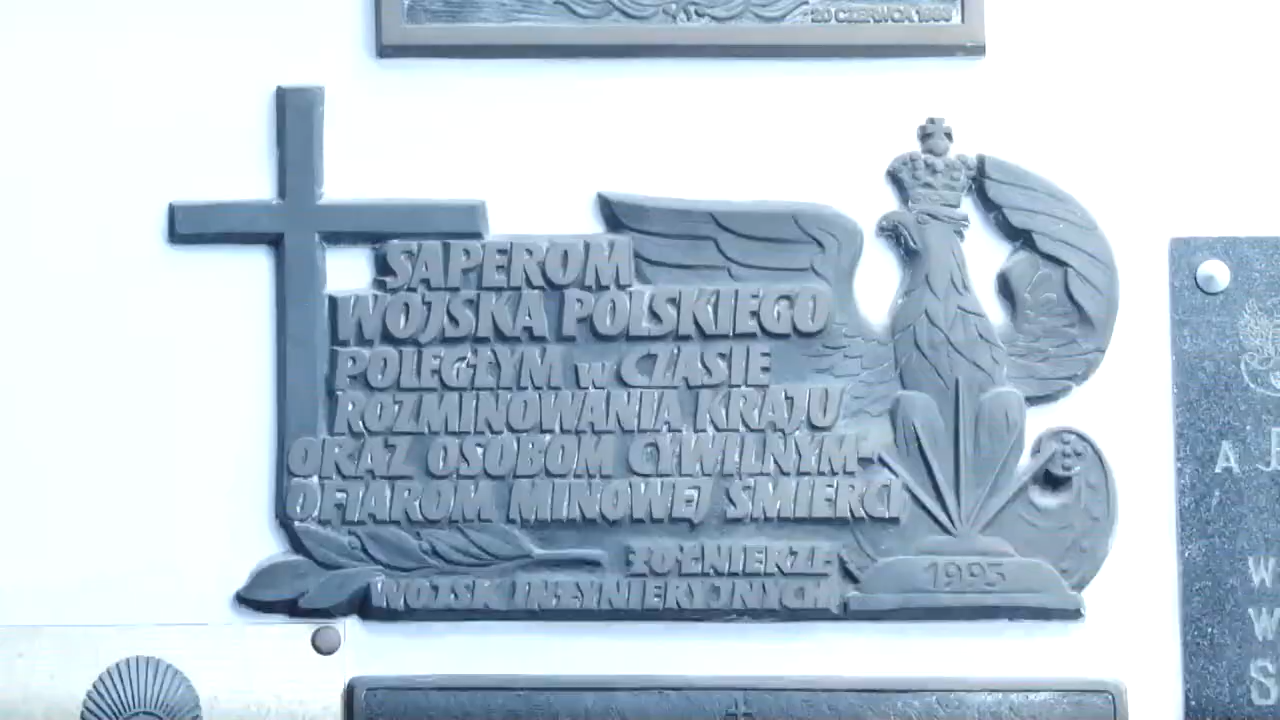 20 CZERWCA 1983
SAPEROM
WOJSKA POLSKIEGO
POLEGŁYM w CZASIE
ROZMINOWANIA KRAJU
ORAZ OSOBOM CYWILNYM
OFIAROM MINOWEJ ŚMIERCI
ŻOŁNIERZE
WOJSK INŻYNIERYJNYCH
1995
A
W
W
S